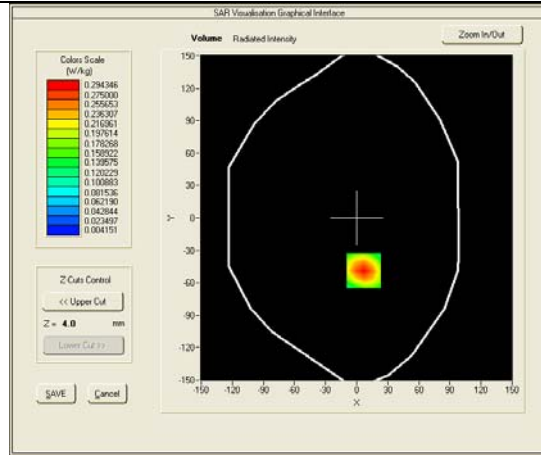 SAR Visualisation Graphical Interface
Volume Radiated Intensity
Zoom In/Out
Colors Scale
(W/kg)
0.294346
0.275000
0.255653
0.236307
0.216961
0.197614
0.178268
0.158922
0.139575
0.120229
0.100883
0.081536
0.062190
0.042844
0.023497
0.004151
Z-Cuts Control
<< Upper Cut
Z = 4.0 mm
Lower Cut >>
SAVE
Cancel
150
120
90
60
30
0
-30
-60
-90
-120
-150
Y
-150 -120 -90 -60 -30 0 30 60 90 120 150
X